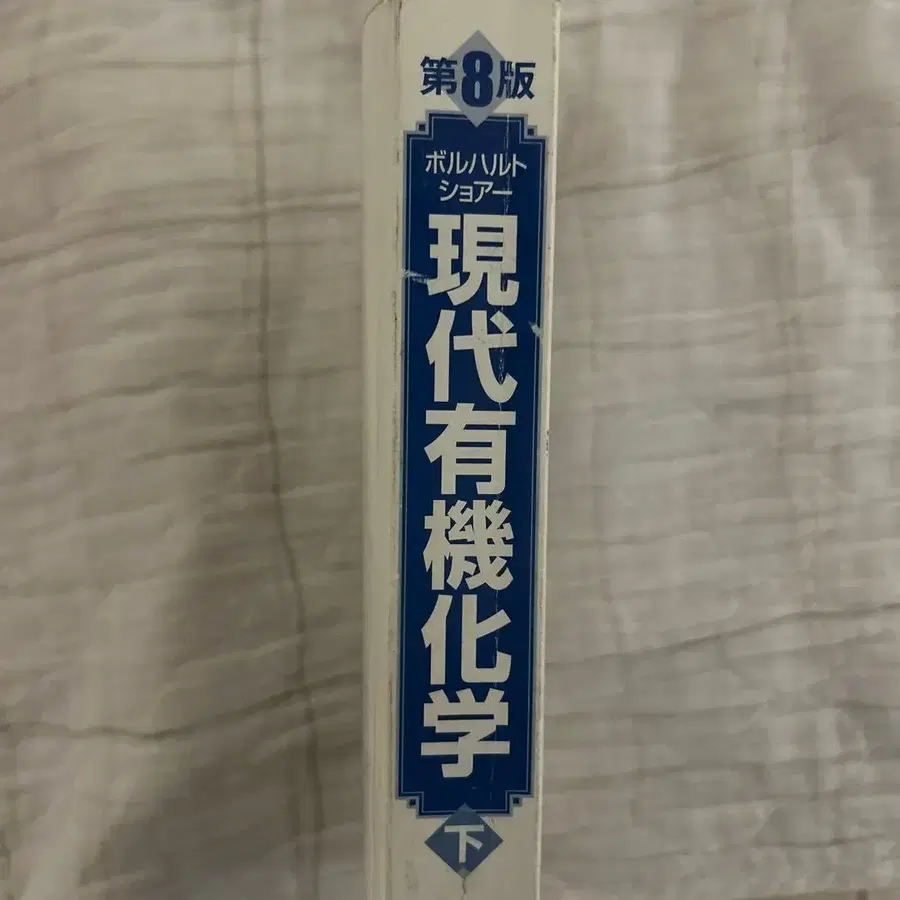 第8版
ボルハルト
ショアー
現代有機化学
下